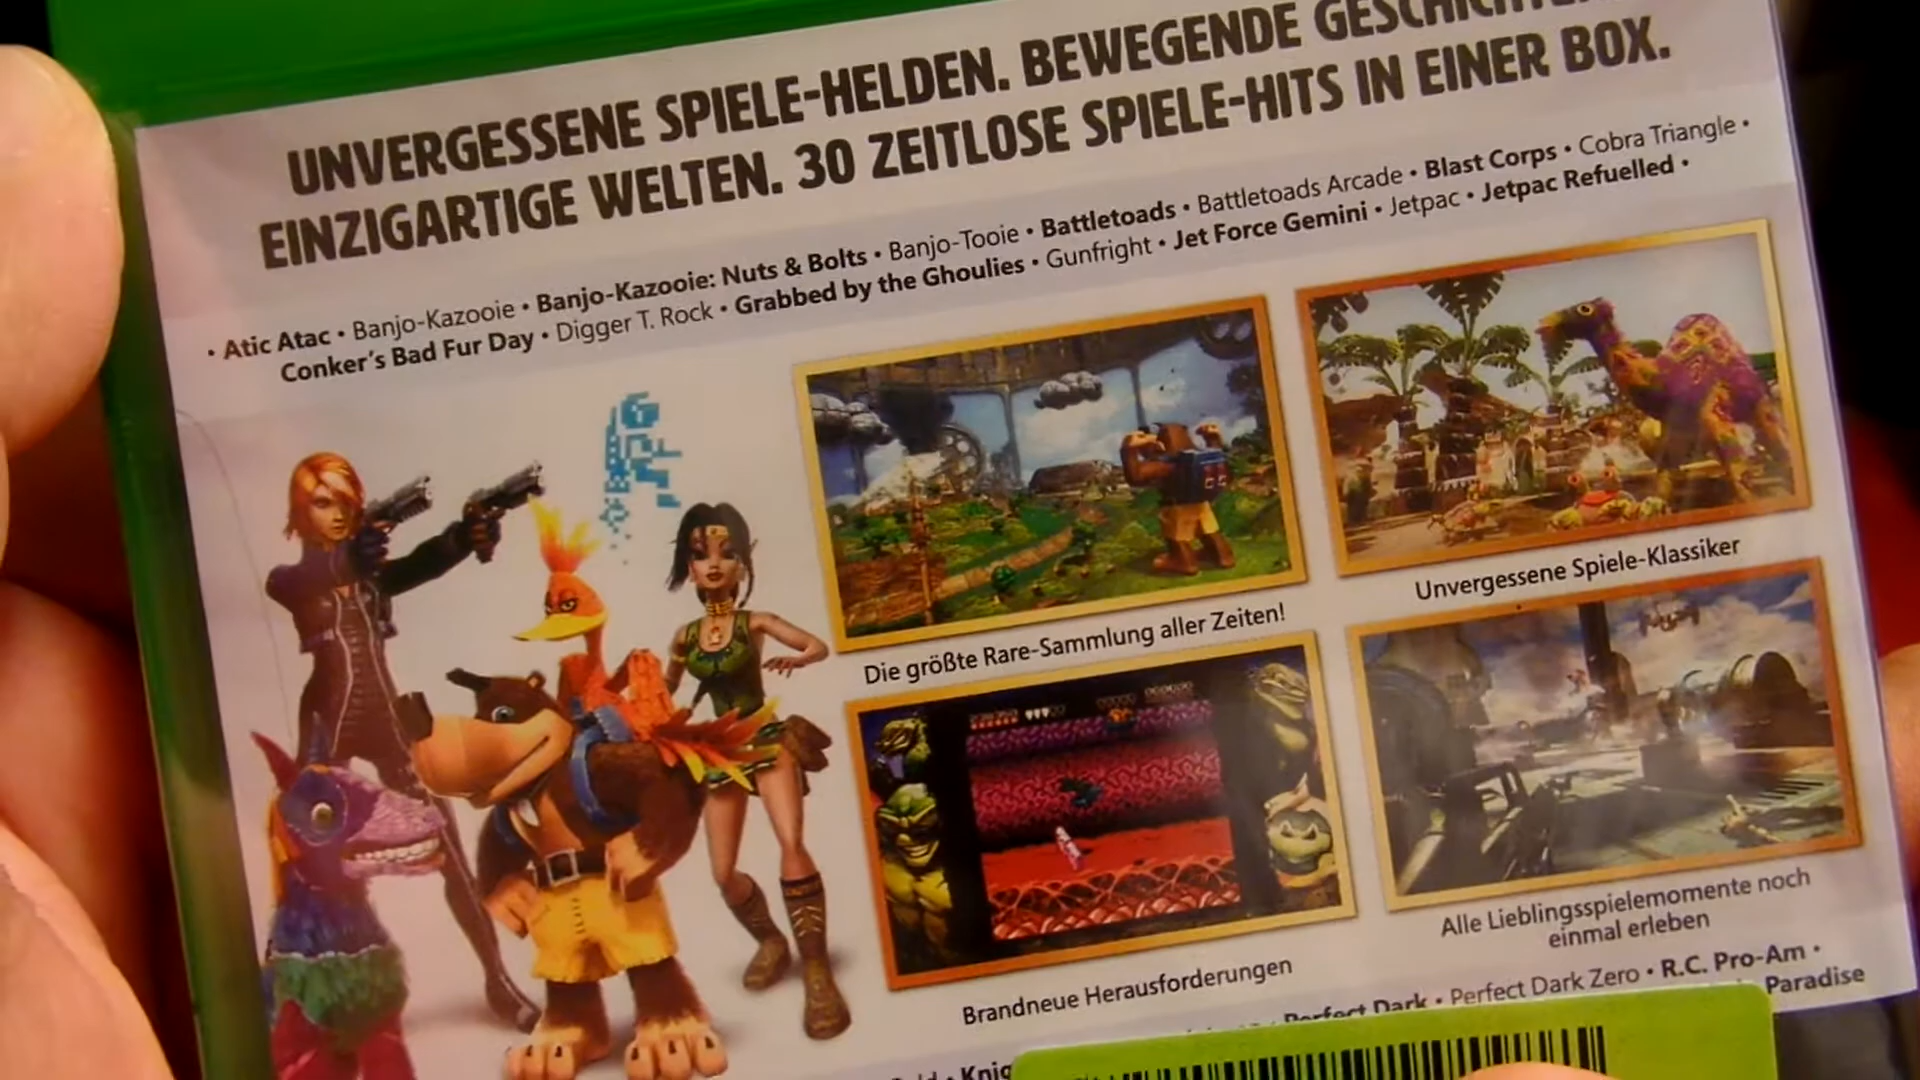 UNVERGESSENE SPIELE-HELDEN. BEWEGENDE
EINZIGARTIGE WELTEN. 30 ZEITLOSE SPIELE-HITS IN EINER BOX.
• Atic Atac • Banjo-Kazooie • Banjo-Kazooie: Nuts & Bolts • Banjo-Tooie • Battletoads • Battletoads Arcade • Blast Corps • Cobra Triangle •
Conker's Bad Fur Day • Digger T. Rock • Grabbed by the Ghoulies • Gunfright • Jet Force Gemini • Jetpac • Jetpac Refuelled •
Die größte Rare-Sammlung aller Zeiten!
Unvergessene Spiele-Klassiker
Brandneue Herausforderungen
Alle Lieblingsspielemomente noch
einmal erleben
Perfect Dark • Perfect Dark Zero • R.C. Pro-Am •
Paradise